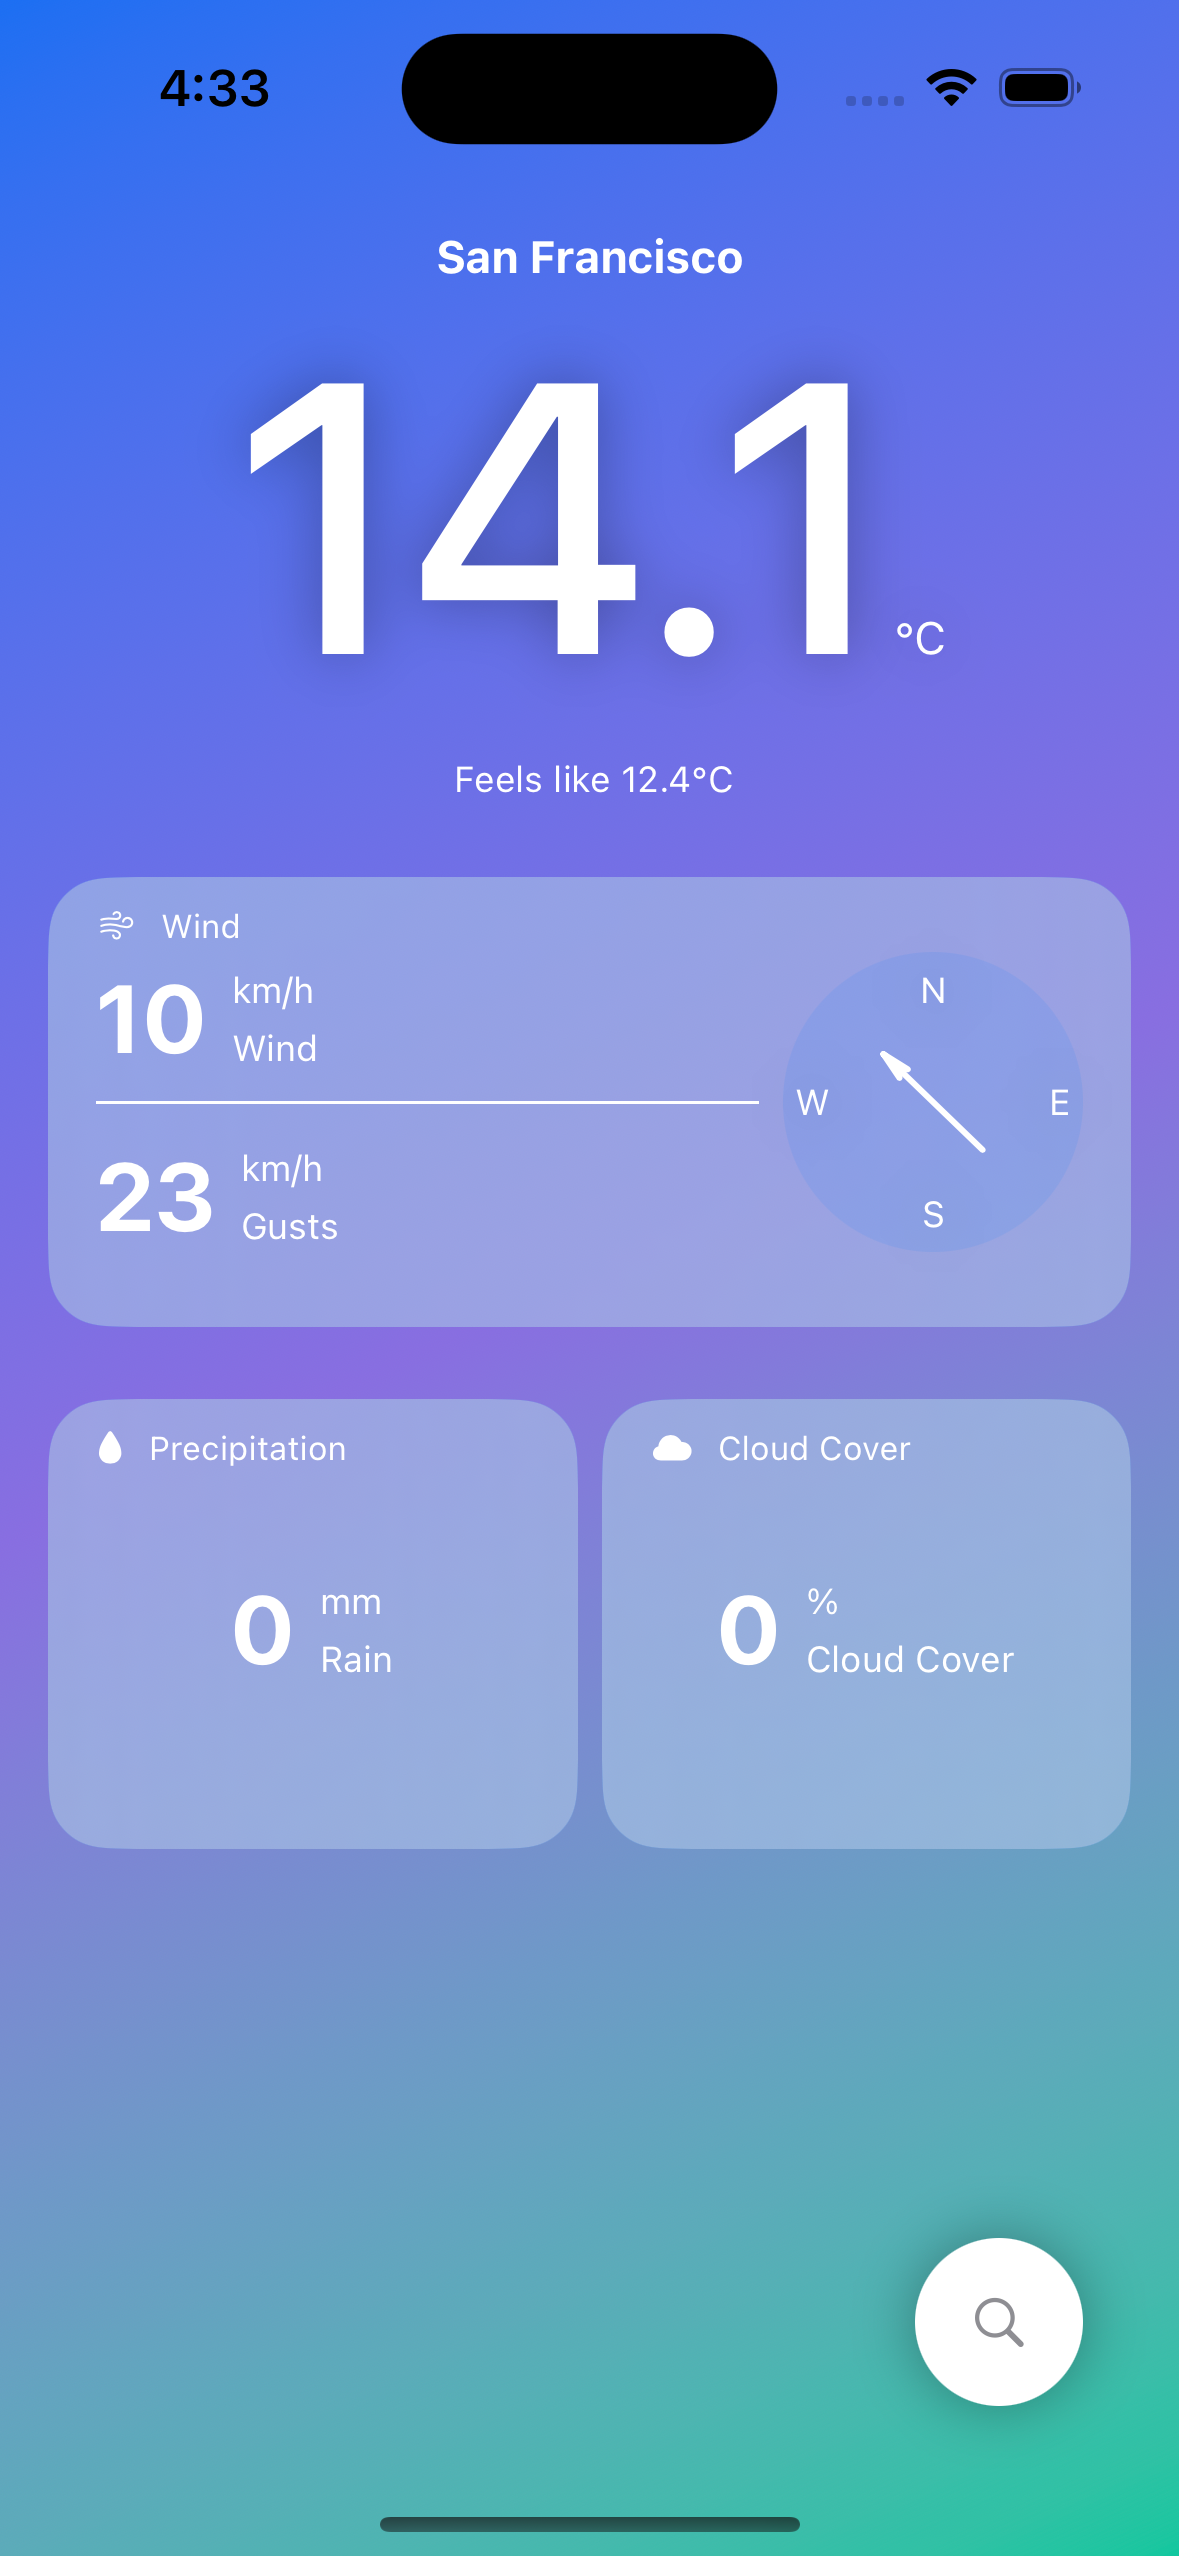 4:33
San Francisco
14.1 °C
Feels like 12.4°C
Wind
10 km/h
Wind
23 km/h
Gusts
N
W E
S
Precipitation
0 mm
Rain
Cloud Cover
0 %
Cloud Cover